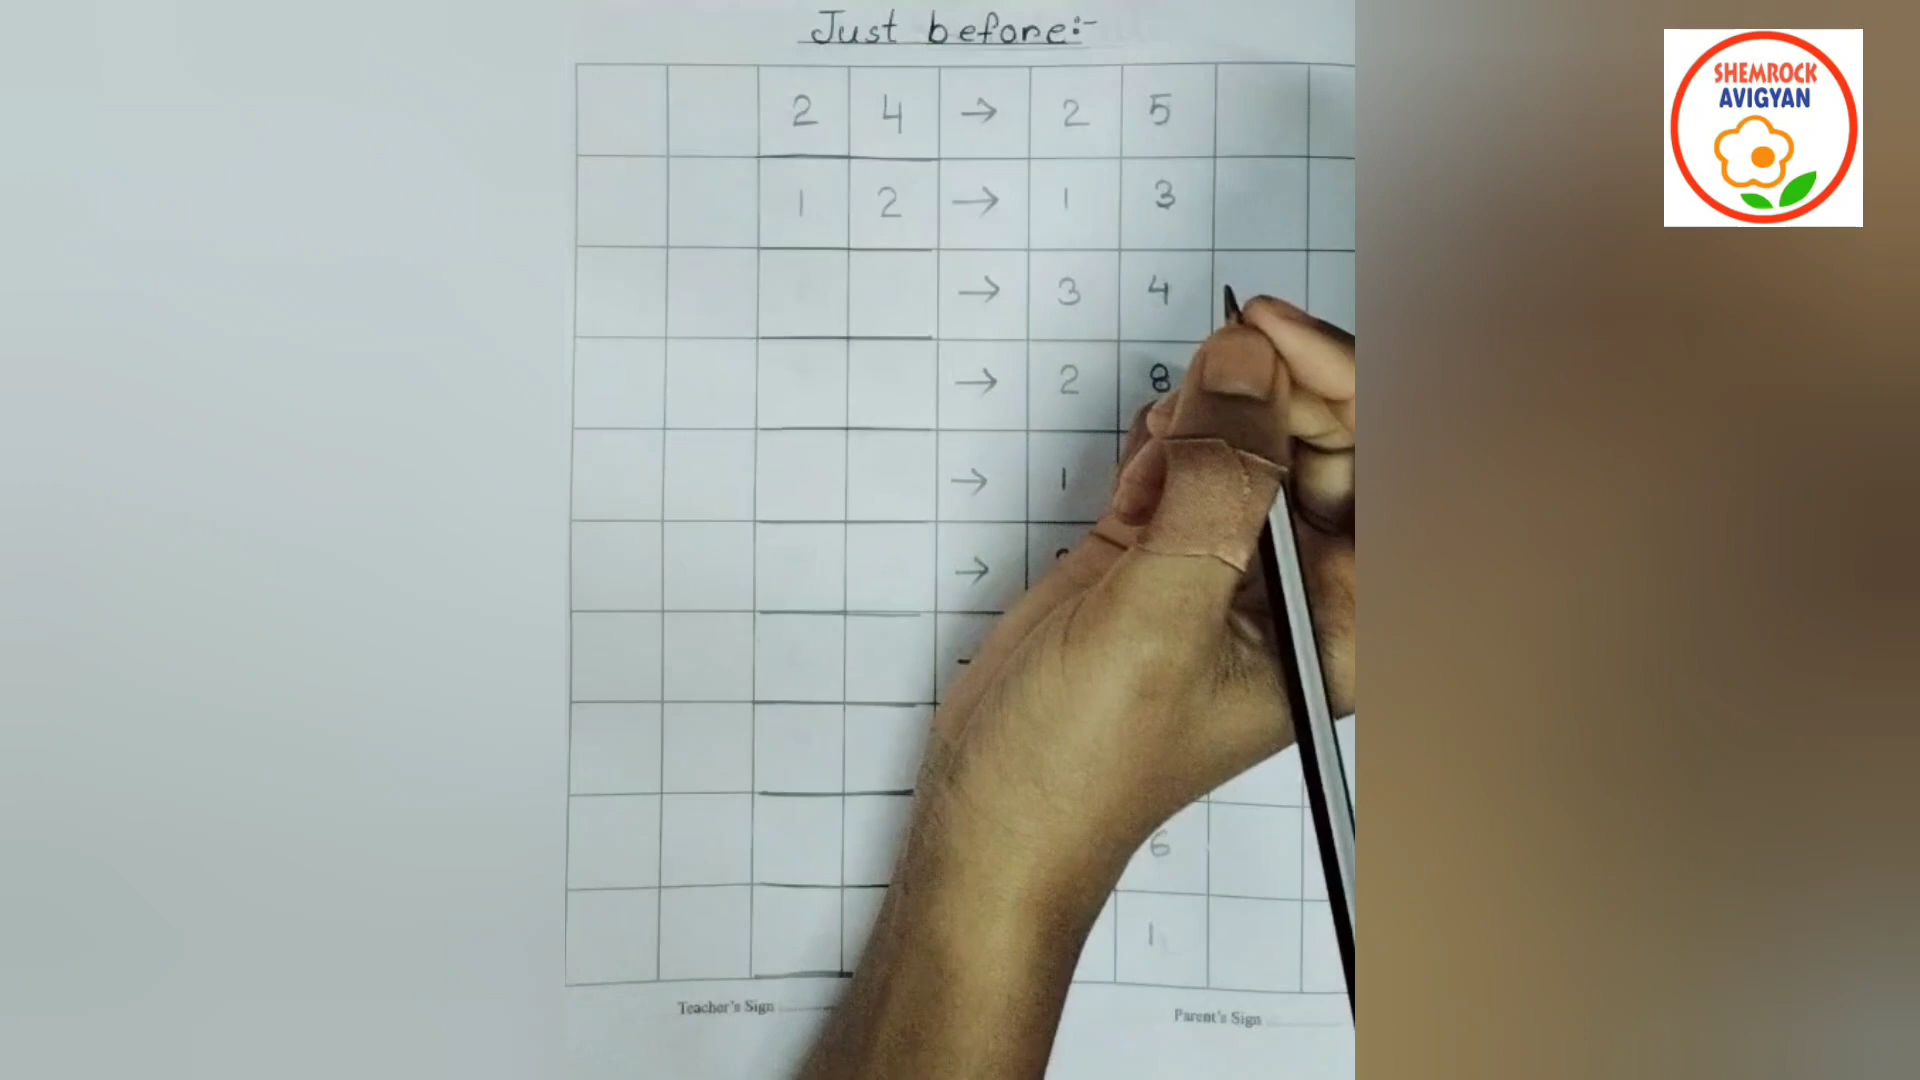 Just before:-
SHEMROCK
AVIGYAN
2 4 → 2 5
1 2 → 1 3
→ 3 4
→ 2 8
→ 1
→
6
1
Teacher's Sign
Parent's Sign